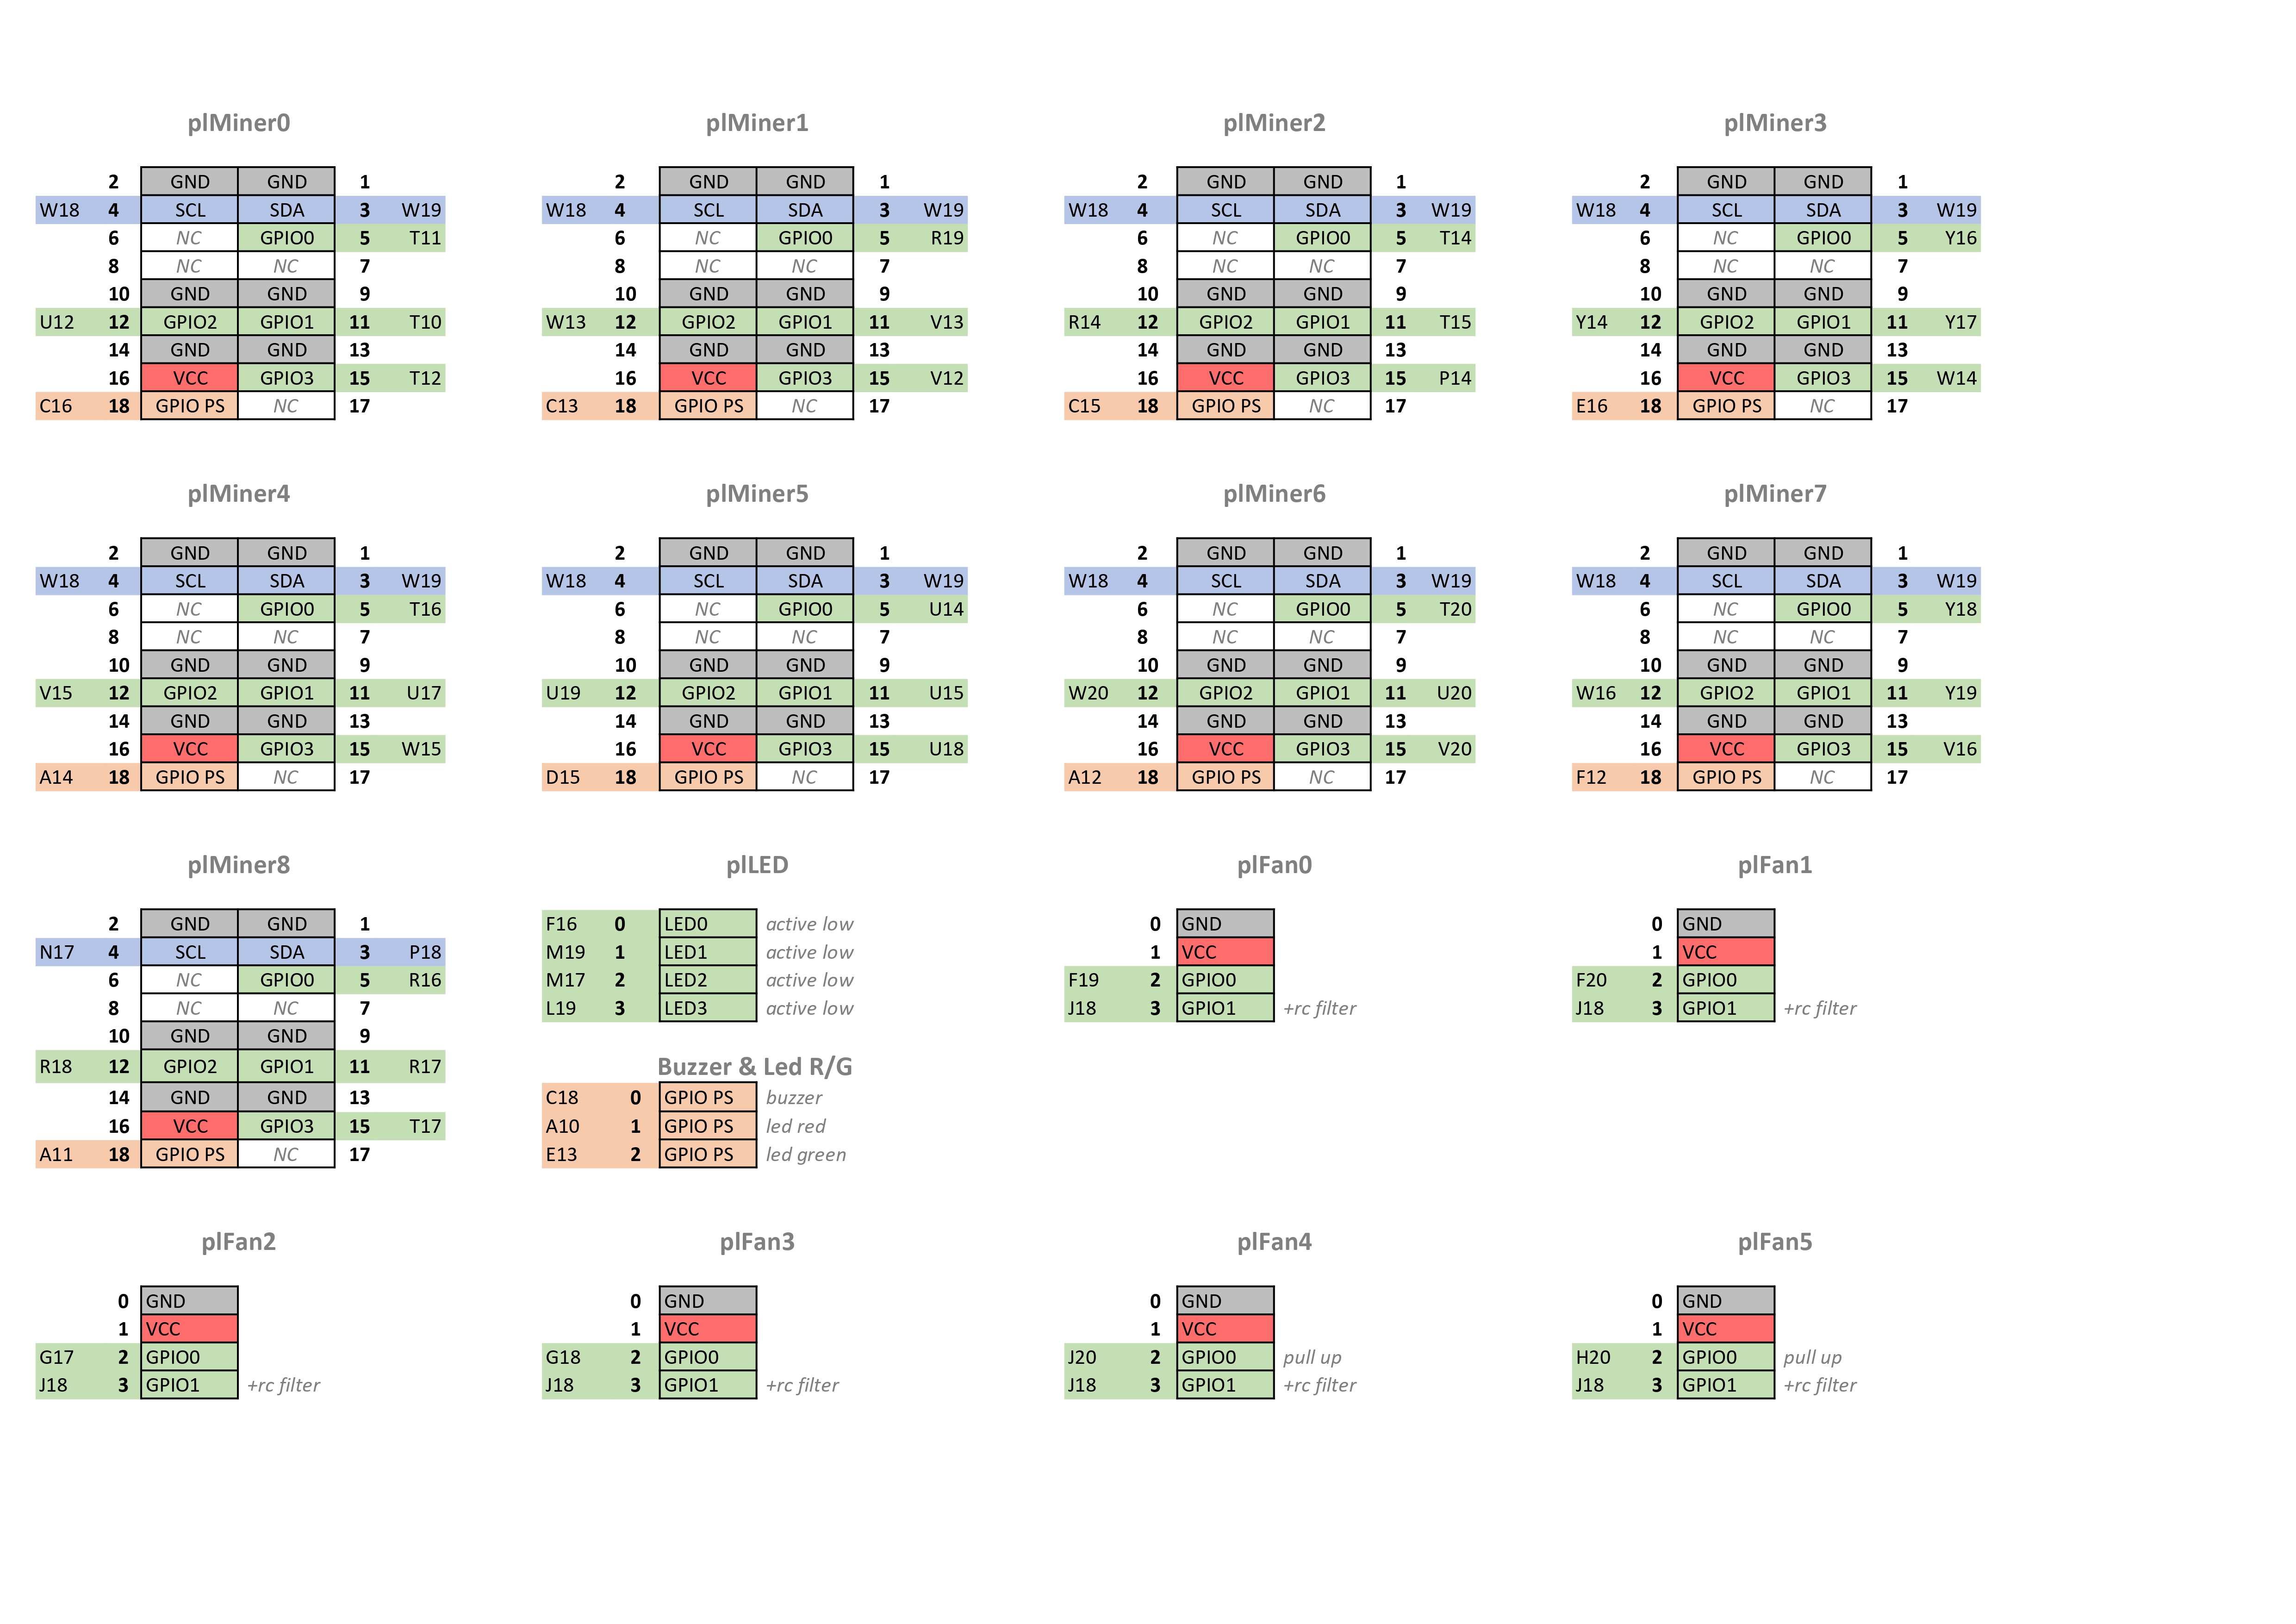 plMiner0 plMiner1 plMiner2 plMiner3
2 GND GND 1 2 GND GND 1 2 GND GND 1 2 GND GND 1
W18 4 SCL SDA 3 W19 W18 4 SCL SDA 3 W19 W18 4 SCL SDA 3 W19 W18 4 SCL SDA 3 W19
6 NC GPIO0 5 T11 6 NC GPIO0 5 R19 6 NC GPIO0 5 T14 6 NC GPIO0 5 Y16
8 NC NC 7 8 NC NC 7 8 NC NC 7 8 NC NC 7
10 GND GND 9 10 GND GND 9 10 GND GND 9 10 GND GND 9
U12 12 GPIO2 GPIO1 11 T10 W13 12 GPIO2 GPIO1 11 V13 R14 12 GPIO2 GPIO1 11 T15 Y14 12 GPIO2 GPIO1 11 Y17
14 GND GND 13 14 GND GND 13 14 GND GND 13 14 GND GND 13
16 VCC GPIO3 15 T12 16 VCC GPIO3 15 V12 16 VCC GPIO3 15 P14 16 VCC GPIO3 15 W14
C16 18 GPIO PS NC 17 C13 18 GPIO PS NC 17 C15 18 GPIO PS NC 17 E16 18 GPIO PS NC 17
plMiner4 plMiner5 plMiner6 plMiner7
2 GND GND 1 2 GND GND 1 2 GND GND 1 2 GND GND 1
W18 4 SCL SDA 3 W19 W18 4 SCL SDA 3 W19 W18 4 SCL SDA 3 W19 W18 4 SCL SDA 3 W19
6 NC GPIO0 5 T16 6 NC GPIO0 5 U14 6 NC GPIO0 5 T20 6 NC GPIO0 5 Y18
8 NC NC 7 8 NC NC 7 8 NC NC 7 8 NC NC 7
10 GND GND 9 10 GND GND 9 10 GND GND 9 10 GND GND 9
V15 12 GPIO2 GPIO1 11 U17 U19 12 GPIO2 GPIO1 11 U15 W20 12 GPIO2 GPIO1 11 U20 W16 12 GPIO2 GPIO1 11 Y19
14 GND GND 13 14 GND GND 13 14 GND GND 13 14 GND GND 13
16 VCC GPIO3 15 W15 16 VCC GPIO3 15 U18 16 VCC GPIO3 15 V20 16 VCC GPIO3 15 V16
A14 18 GPIO PS NC 17 D15 18 GPIO PS NC 17 A12 18 GPIO PS NC 17 F12 18 GPIO PS NC 17
plMiner8 plLED plFan0 plFan1
2 GND GND 1 F16 0 LED0 active low 0 GND 0 GND
N17 4 SCL SDA 3 P18 M19 1 LED1 active low 1 VCC 1 VCC
6 NC GPIO0 5 R16 M17 2 LED2 active low F19 2 GPIO0 F20 2 GPIO0
8 NC NC 7 L19 3 LED3 active low J18 3 GPIO1 +rc filter J18 3 GPIO1 +rc filter
10 GND GND 9
R18 12 GPIO2 GPIO1 11 R17 Buzzer & Led R/G
14 GND GND 13 C18 0 GPIO PS buzzer
16 VCC GPIO3 15 T17 A10 1 GPIO PS led red
A11 18 GPIO PS NC 17 E13 2 GPIO PS led green
plFan2 plFan3 plFan4 plFan5
0 GND 0 GND 0 GND 0 GND
1 VCC 1 VCC 1 VCC 1 VCC
G17 2 GPIO0 G18 2 GPIO0 J20 2 GPIO0 pull up H20 2 GPIO0 pull up
J18 3 GPIO1 +rc filter J18 3 GPIO1 +rc filter J18 3 GPIO1 +rc filter J18 3 GPIO1 +rc filter